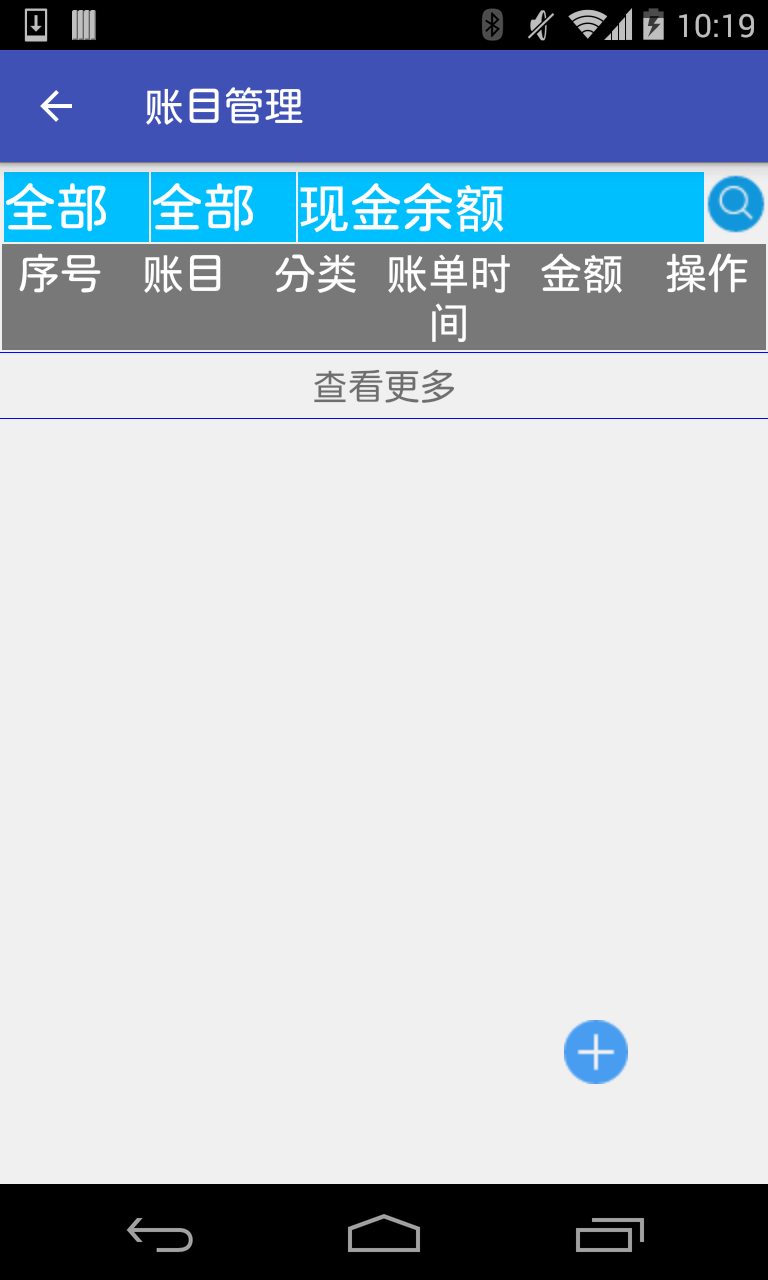 10:19
账目管理
全部 全部 现金余额
序号 账目 分类 账单时间 金额 操作
查看更多